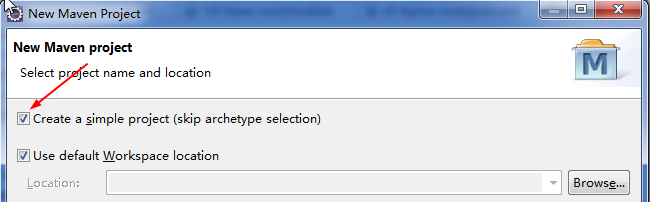 New Maven Project
New Maven project
Select project name and location
M
Create a simple project (skip archetype selection)
Use default Workspace location
Location:
Browse...